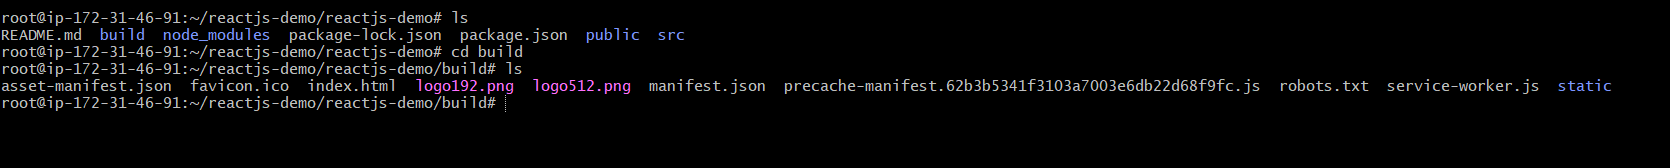 root@ip-172-31-46-91:~/reactjs-demo/reactjs-demo# ls
README.md  build  node_modules  package-lock.json  package.json  public  src
root@ip-172-31-46-91:~/reactjs-demo/reactjs-demo# cd build
root@ip-172-31-46-91:~/reactjs-demo/reactjs-demo/build# ls
asset-manifest.json  favicon.ico  index.html  logo192.png  logo512.png  manifest.json  precache-manifest.62b3b5341f3103a7003e6db22d68f9fc.js  robots.txt  service-worker.js  static
root@ip-172-31-46-91:~/reactjs-demo/reactjs-demo/build#